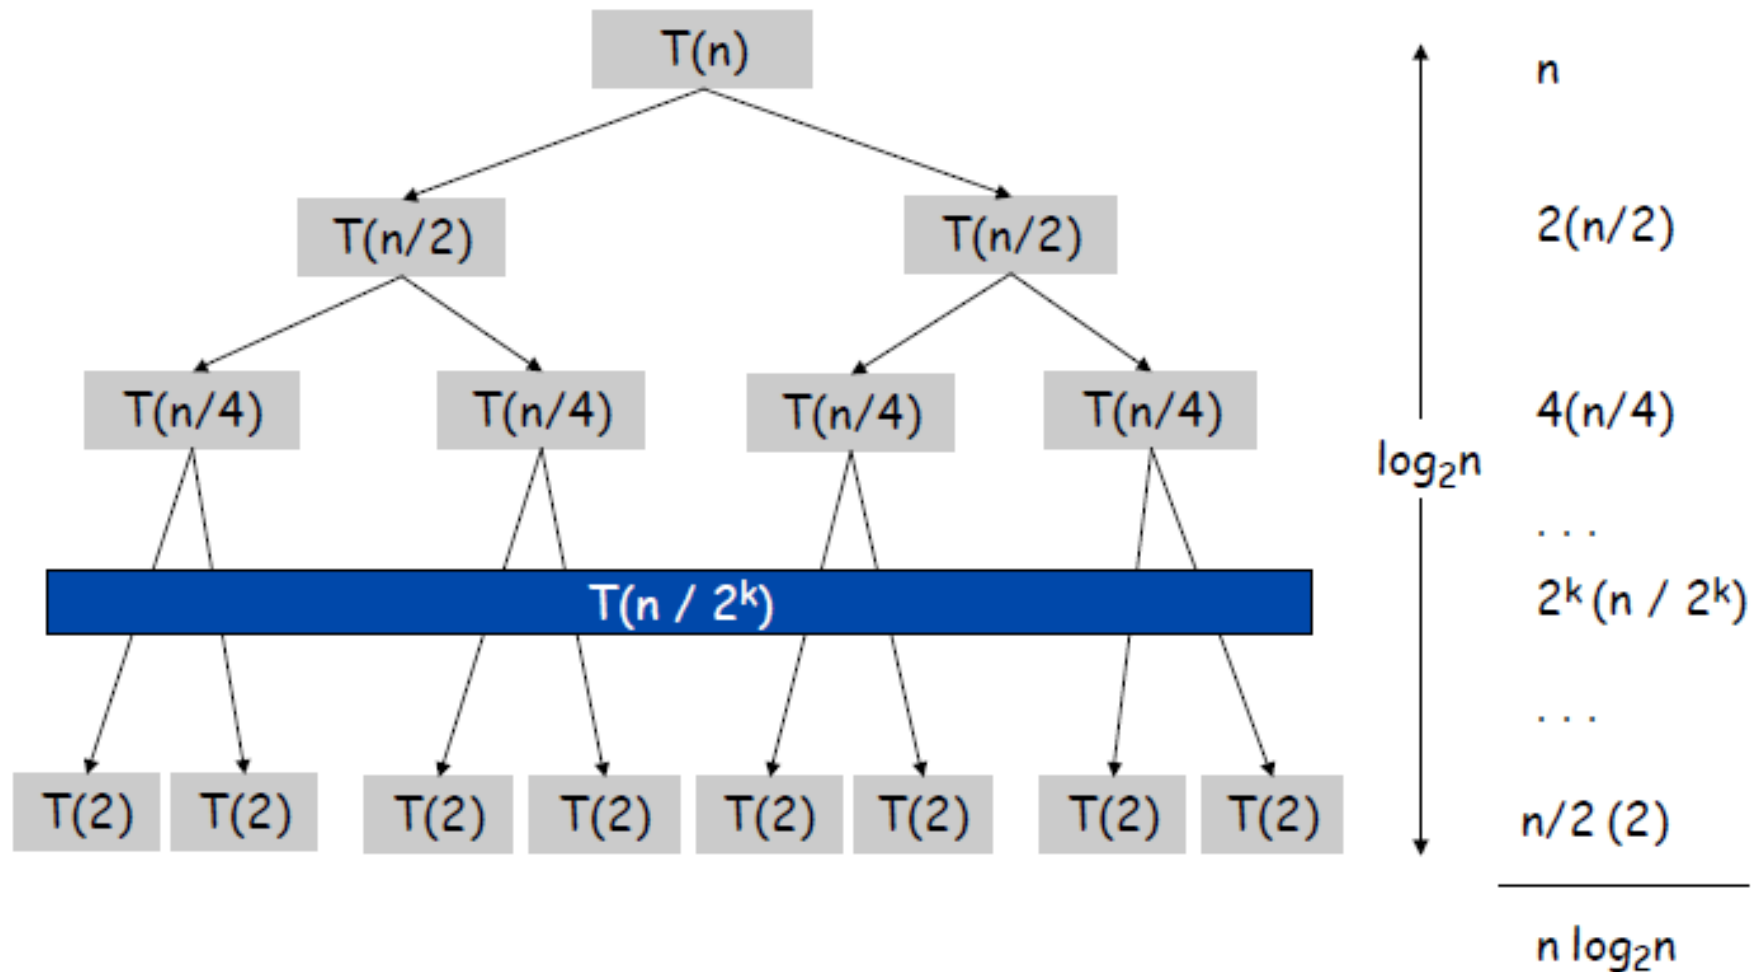 T(n)
n
T(n/2) T(n/2)
2(n/2)
T(n/4) T(n/4) T(n/4) T(n/4)
4(n/4)
log₂n
. . .
T(n / 2ᵏ)
2ᵏ (n / 2ᵏ)
. . .
T(2) T(2) T(2) T(2) T(2) T(2) T(2) T(2)
n/2 (2)
n log₂n